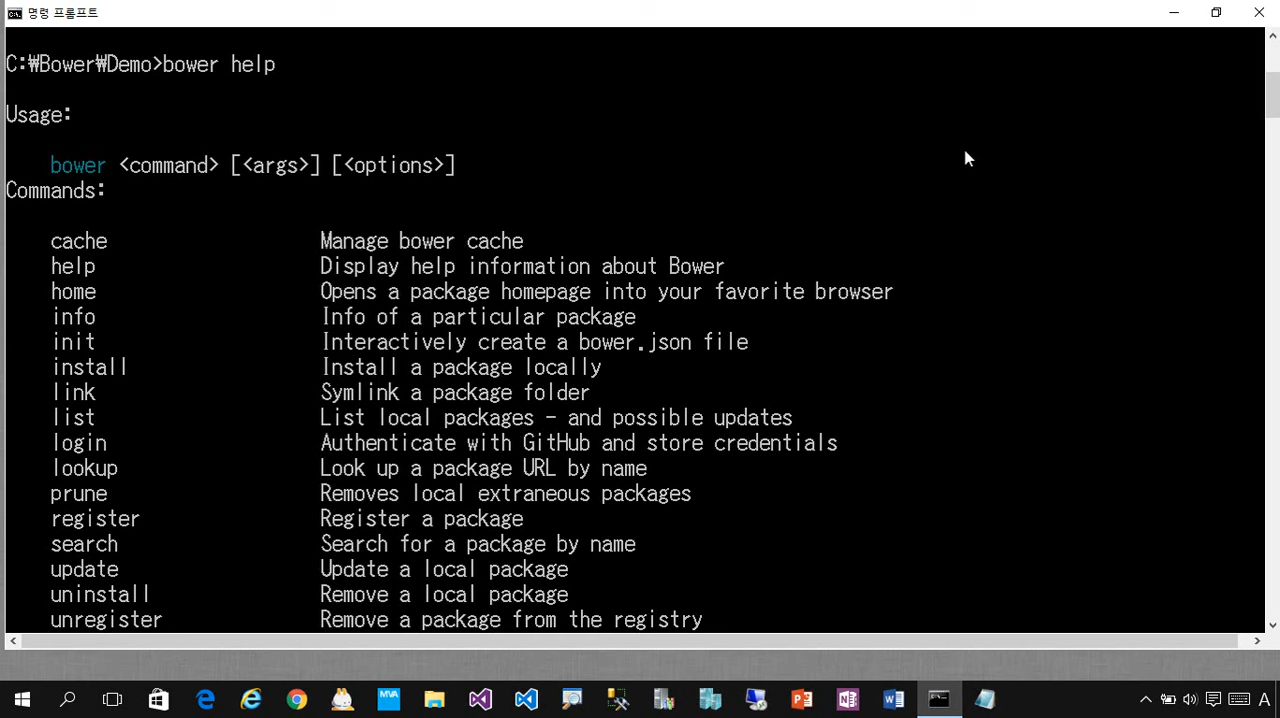 명령 프롬프트
C:₩Bower₩Demo>bower help
Usage:
bower <command> [<args>] [<options>]
Commands:
cache Manage bower cache
help Display help information about Bower
home Opens a package homepage into your favorite browser
info Info of a particular package
init Interactively create a bower.json file
install Install a package locally
link Symlink a package folder
list List local packages - and possible updates
login Authenticate with GitHub and store credentials
lookup Look up a package URL by name
prune Removes local extraneous packages
register Register a package
search Search for a package by name
update Update a local package
uninstall Remove a local package
unregister Remove a package from the registry
MVA
A